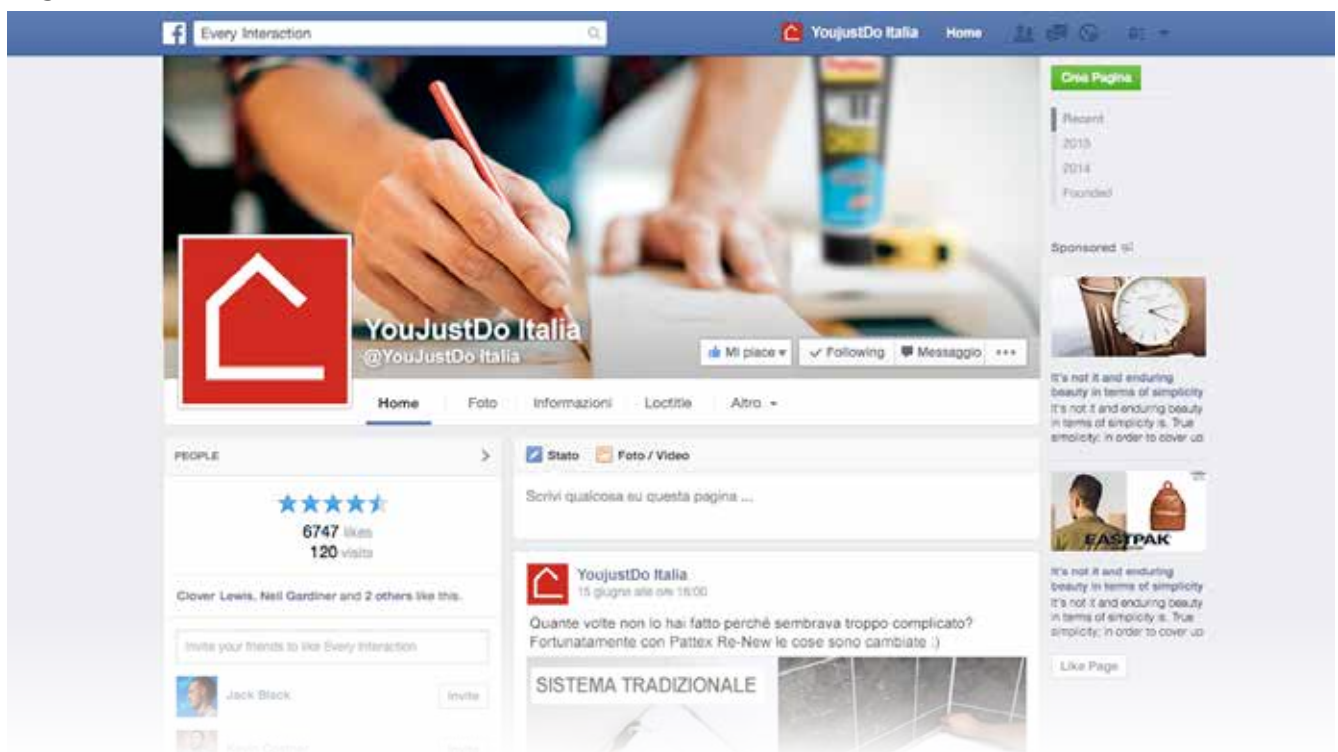 Every Interaction
YoujustDo Italia
Home
Crea Pagina
Recent
2015
2014
Founded
Sponsored
Pattex
YouJustDo Italia
@YouJustDo Italia
Mi piace
Following
Messaggio
Home
Foto
Informazioni
Loctitie
Altro
It's not it and enduring
beauty in terms of simplicity
It's not it and enduring beauty
in terms of simplicity is. True
simolicity: in order to cover up
PEOPLE
Stato
Foto / Video
6747 likes
120 visits
Scrivi qualcosa su questa pagina ...
EASTPAK
Clover Lewis, Neil Gardiner and 2 others like this.
YoujustDo Italia
15 giugno alle ore 16:00
It's not it and enduring
beauty in terms of simplicity
It's not it and enduring beauty
in terms of simplicity is. True
simolicity: in order to cover up
Invite your friends to like Every Interaction
Quante volte non lo hai fatto perché sembrava troppo complicato?
Fortunatamente con Pattex Re-New le cose sono cambiate :)
Like Page
Jack Black
Invite
SISTEMA TRADIZIONALE
Invite